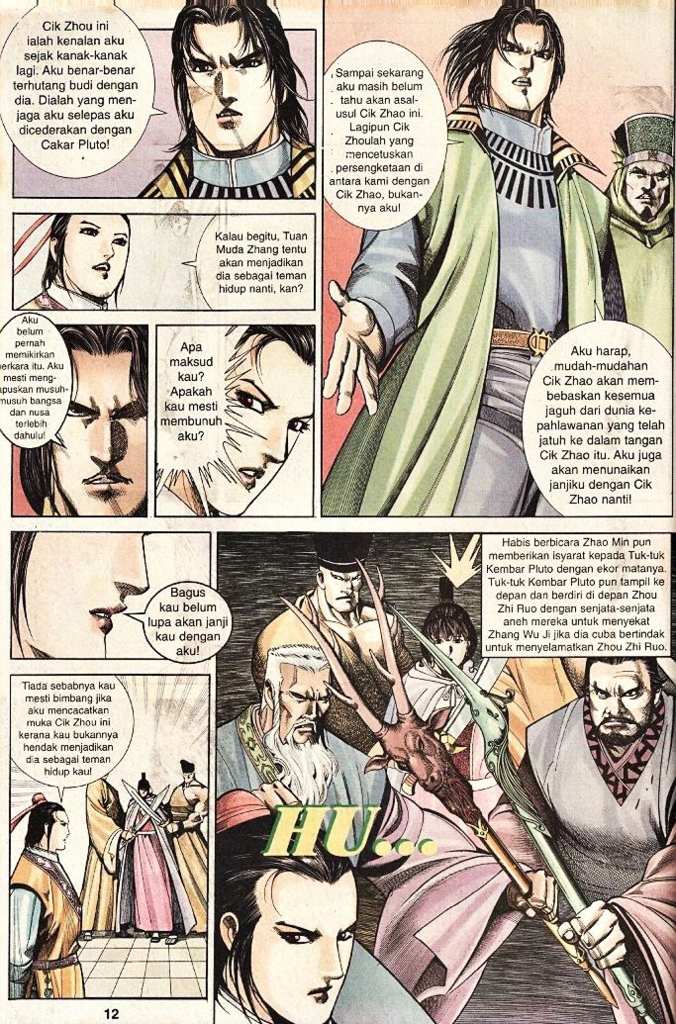 Cik Zhou ini
ialah kenalan aku
sejak kanak-kanak
lagi. Aku benar-benar
terhutang budi dengan
dia. Dialah yang men-
jaga aku selepas aku
dicederakan dengan
Cakar Pluto!
Sampai sekarang
aku masih belum
tahu akan asal-
usul Cik Zhao ini.
Lagipun Cik
Zhoulah yang
mencetuskan
persengketaan di
antara kami dengan
Cik Zhao, bukan-
nya aku!
Aku harap,
mudah-mudahan
Cik Zhao akan mem-
bebaskan kesemua
jaguh dari dunia ke-
pahlawanan yang telah
jatuh ke dalam tangan
Cik Zhao itu. Aku juga
akan menunaikan
janjiku dengan Cik
Zhao nanti!
Kalau begitu, Tuan
Muda Zhang tentu
akan menjadikan
dia sebagai teman
hidup nanti, kan?
Aku
belum
pernah
memikirkan
erkara itu. Aku
mesti meng-
apuskan musuh-
musuh bangsa
dan nusa
terlebih
dahulu!
Apa
maksud
kau?
Apakah
kau mesti
membunuh
aku?
Bagus
kau belum
lupa akan janji
kau dengan
aku!
Habis berbicara Zhao Min pun
memberikan isyarat kepada Tuk-tuk
Kembar Pluto dengan ekor matanya.
Tuk-tuk Kembar Pluto pun tampil ke
depan dan berdiri di depan Zhou
Zhi Ruo dengan senjata-senjata
aneh mereka untuk menyekat
Zhang Wu Ji jika dia cuba bertindak
untuk menyelamatkan Zhou Zhi Ruo.
Tiada sebabnya kau
mesti bimbang jika
aku mencacatkan
muka Cik Zhou ini
kerana kau bukannya
hendak menjadikan
dia sebagai teman
hidup kau!
HU...
12